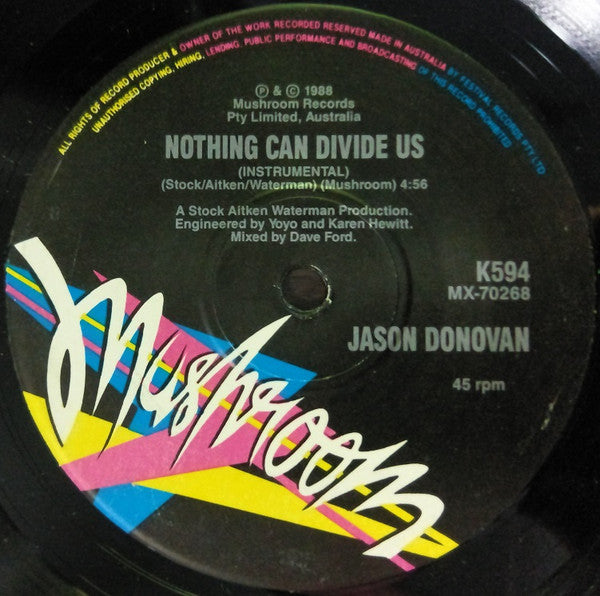 ALL RIGHTS OF RECORD PRODUCER & OWNER OF THE WORK RECORDED RESERVED MADE IN AUSTRALIA BY FESTIVAL RECORDS PTY LTD
UNAUTHORISED COPYING, HIRING, LENDING, PUBLIC PERFORMANCE AND BROADCASTING OF THIS RECORD PROHIBITED
℗ & © 1988
Mushroom Records
Pty Limited, Australia
NOTHING CAN DIVIDE US
(INSTRUMENTAL)
(Stock/Aitken/Waterman) (Mushroom) 4:56
A Stock Aitken Waterman Production.
Engineered by Yoyo and Karen Hewitt.
Mixed by Dave Ford.
K594
MX-70268
JASON DONOVAN
45 rpm
Mushroom